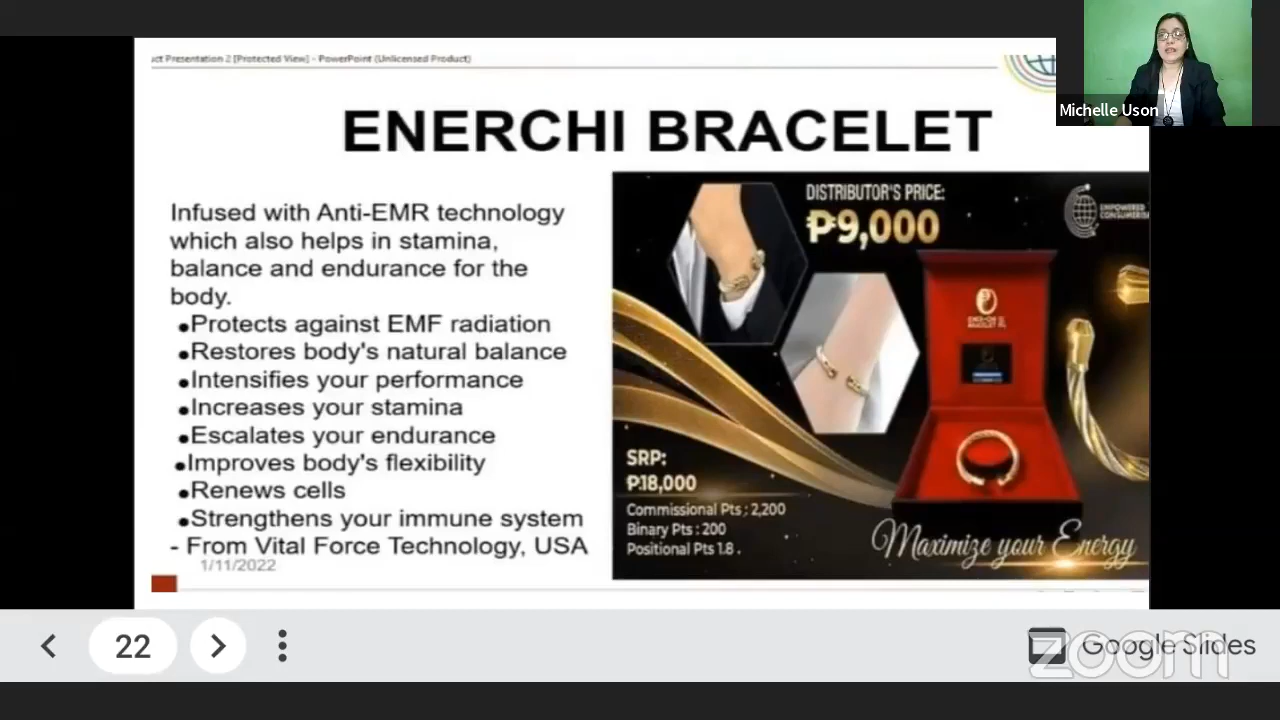 ct Presentation 2 [Protected View] - PowerPoint (Unlicensed Product)
Michelle Uson
ENERCHI BRACELET
Infused with Anti-EMR technology
which also helps in stamina,
balance and endurance for the
body.
●Protects against EMF radiation
●Restores body's natural balance
●Intensifies your performance
●Increases your stamina
●Escalates your endurance
●Improves body's flexibility
●Renews cells
●Strengthens your immune system
- From Vital Force Technology, USA
1/11/2022
DISTRIBUTOR'S PRICE:
₱9,000
EMPOWERED
CONSUMERIS
SRP:
₱18,000
Commissional Pts ; 2,200
Binary Pts : 200
Positional Pts 1.8 .
Maximize your Energy
22
Google Slides
zoom